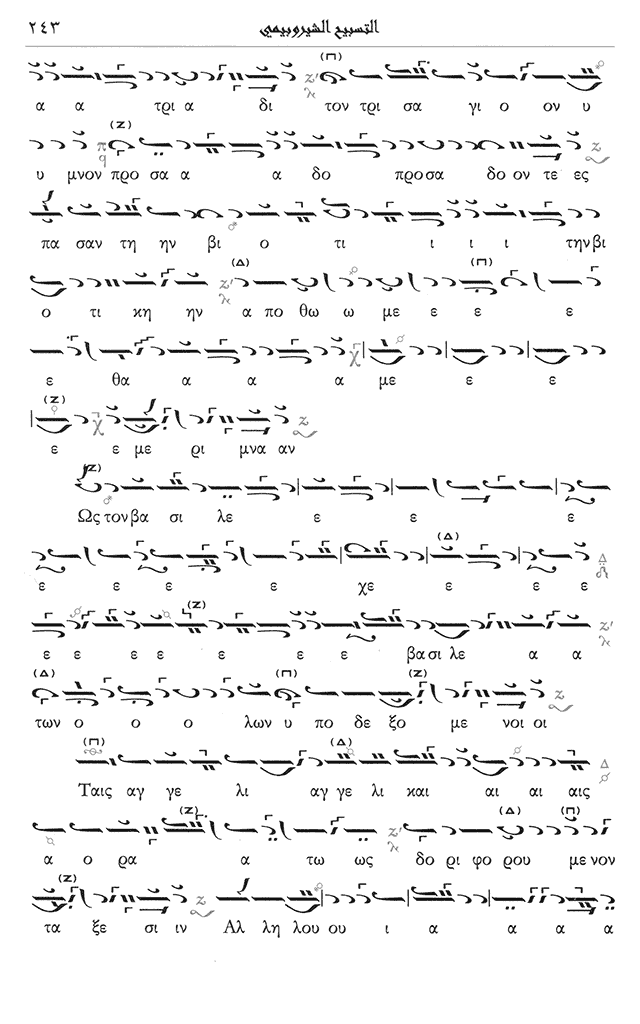 التسبيح الشيروبيمي ٢٤٣
α α τρι α δι τον τρι σα γι ο ον υ
υ μνον προ σα α α δο προ σα δο ον τε ες
πα σαν τη ην βι ο τι ι ι ι την βι
ο τι κη ην α πο θω ω με ε ε ε
ε θα α α α με ε ε
ε ε με ρι μνα αν
Ως τον βα σι λε ε ε ε
ε ε ε ε χε ε ε ε
ε ε ε ε ε ε ε βα σι λε α α
των ο ο ο λων υ πο δε ξο με νοι οι
Ταις αγ γε λι αγ γε λι και αι αι αις
α ο ρα α τω ως δο ρι φο ρου με νον
τα ξε σι ιν Αλ λη λου ου ι α α α α